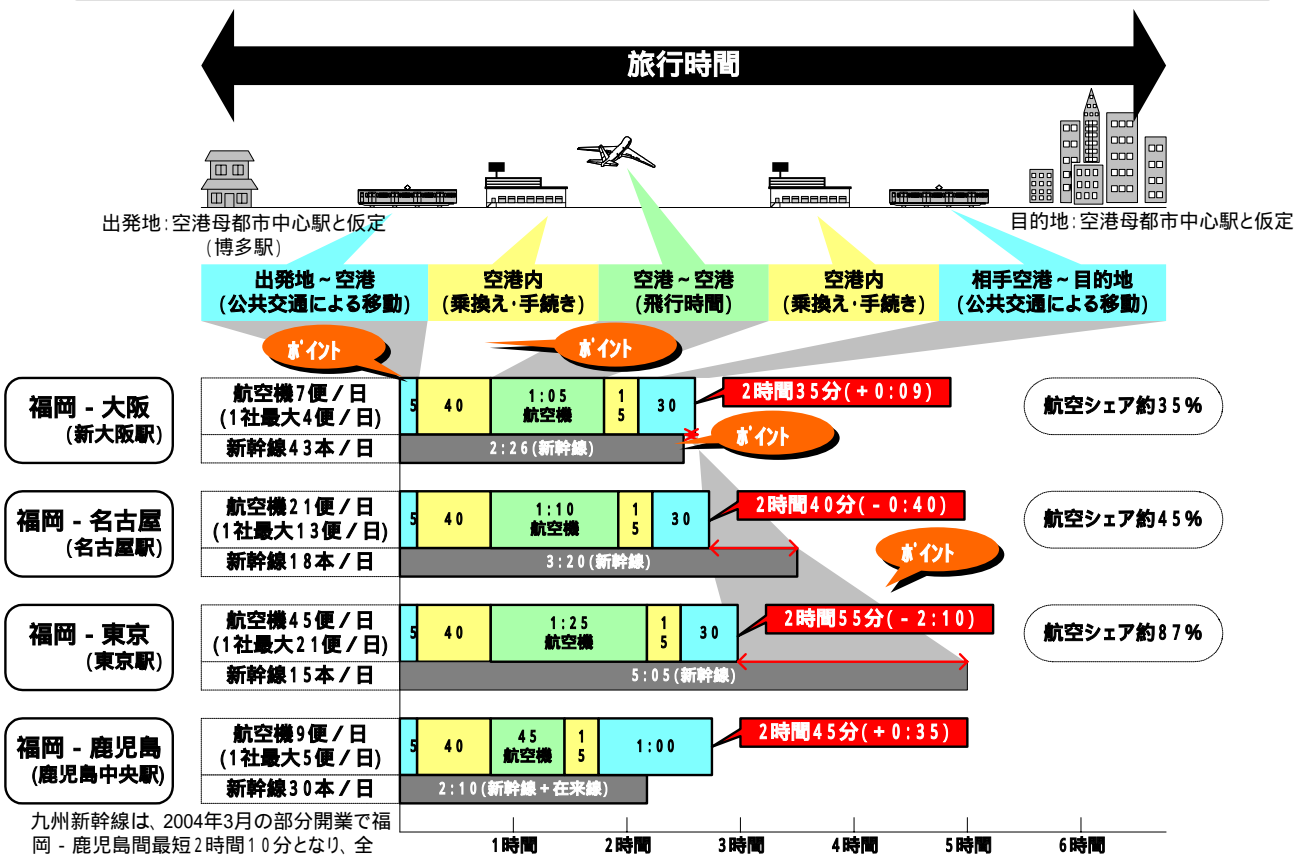 旅行時間
出発地:空港母都市中心駅と仮定
(博多駅)
目的地:空港母都市中心駅と仮定
出発地~空港
(公共交通による移動)
空港内
(乗換え・手続き)
空港~空港
(飛行時間)
空港内
(乗換え・手続き)
相手空港~目的地
(公共交通による移動)
ポイント
ポイント
福岡-大阪
(新大阪駅)
航空機7便/日
(1社最大4便/日)
5
40
1:05
航空機
15
30
2時間35分(+0:09)
航空シェア約35%
新幹線43本/日
2:26(新幹線)
ポイント
福岡-名古屋
(名古屋駅)
航空機21便/日
(1社最大13便/日)
5
40
1:10
航空機
15
30
2時間40分(-0:40)
航空シェア約45%
新幹線18本/日
3:20(新幹線)
ポイント
福岡-東京
(東京駅)
航空機45便/日
(1社最大21便/日)
5
40
1:25
航空機
15
30
2時間55分(-2:10)
航空シェア約87%
新幹線15本/日
5:05(新幹線)
福岡-鹿児島
(鹿児島中央駅)
航空機9便/日
(1社最大5便/日)
5
40
45
航空機
15
1:00
2時間45分(+0:35)
新幹線30本/日
2:10(新幹線+在来線)
九州新幹線は、2004年3月の部分開業で福
岡-鹿児島間最短2時間10分となり、全
1時間
2時間
3時間
4時間
5時間
6時間